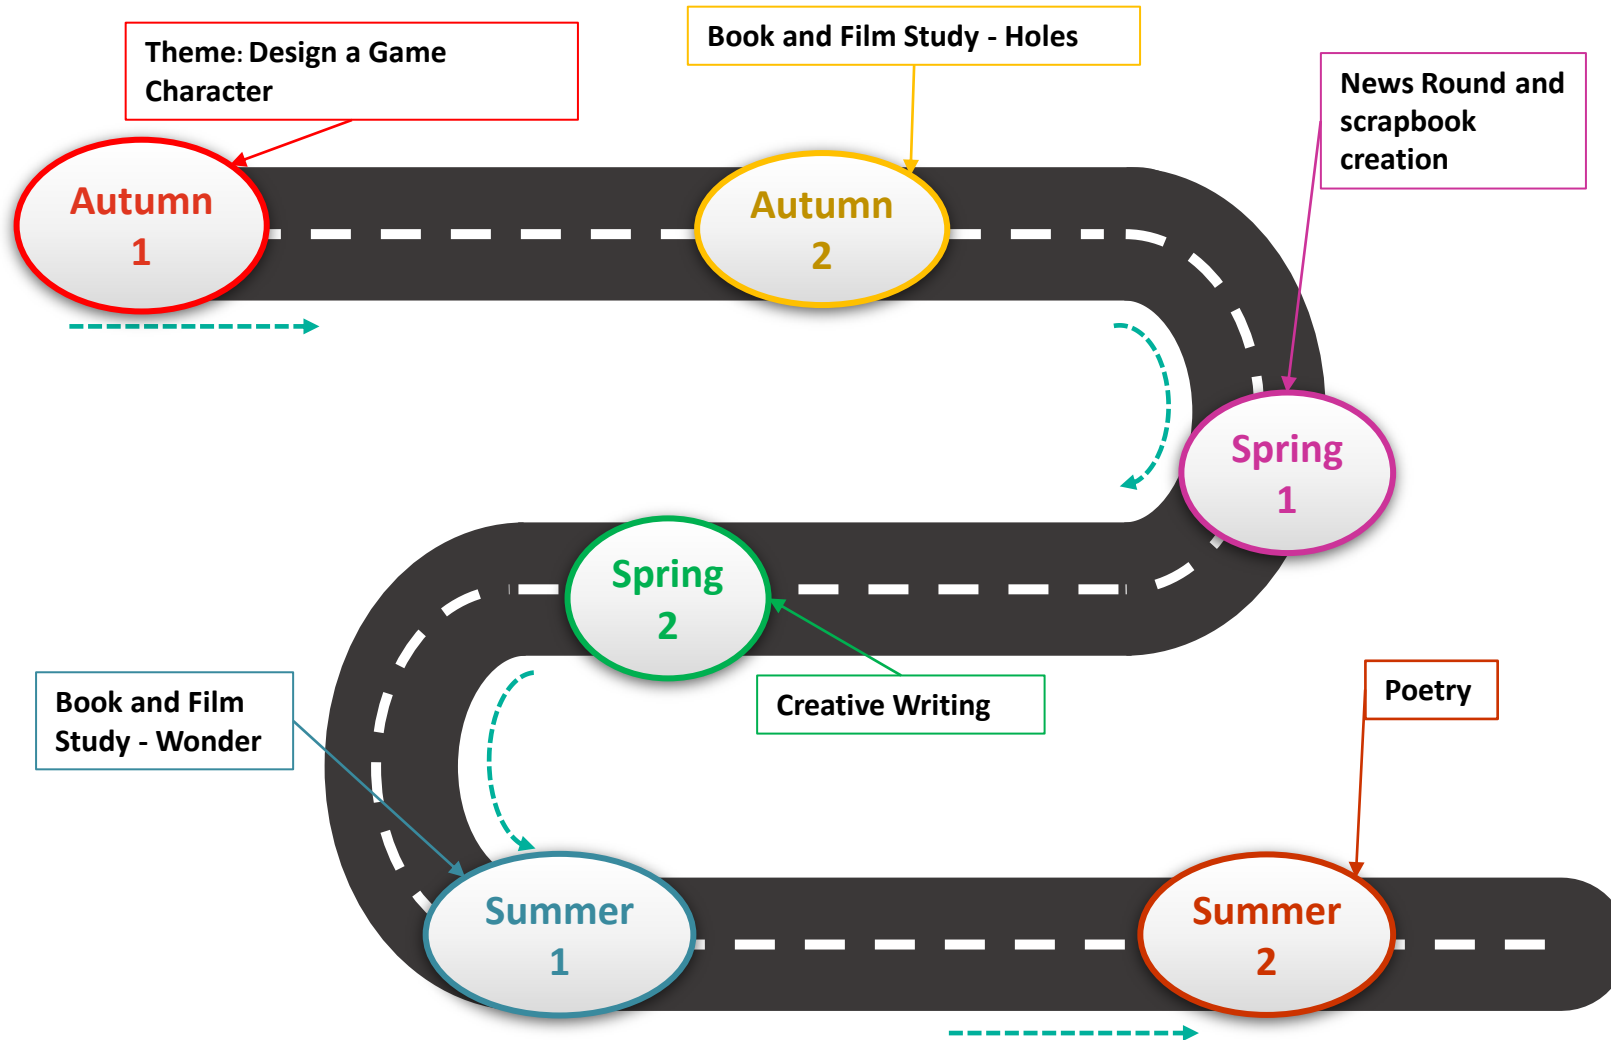 Theme: Design a Game
Character
Book and Film Study - Holes
News Round and
scrapbook
creation
Autumn
1
Autumn
2
Spring
1
Spring
2
Creative Writing
Book and Film
Study - Wonder
Poetry
Summer
1
Summer
2